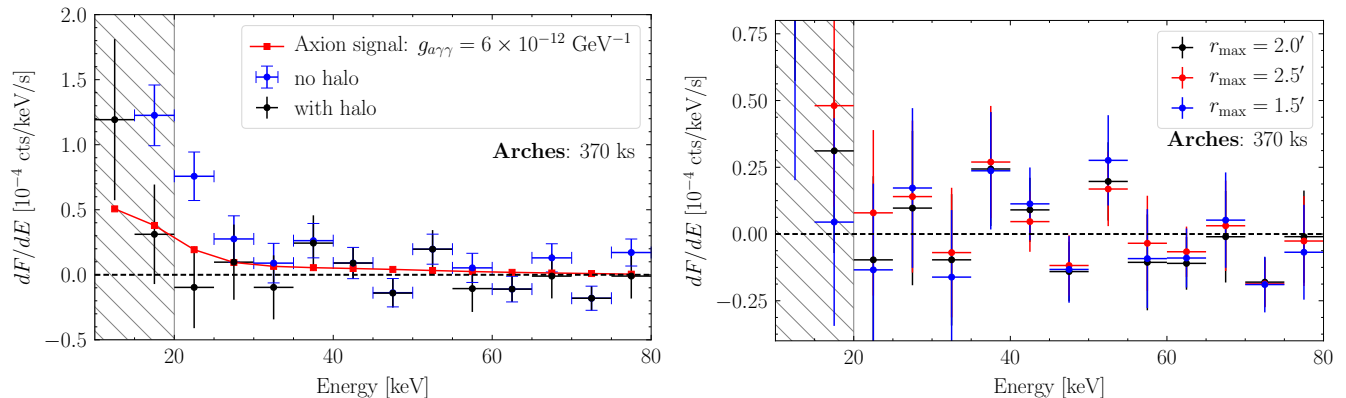 2.0
1.5
1.0
0.5
0.0
−0.5
dF/dE [10⁻⁴ cts/keV/s]
Axion signal: gₐᵧᵧ = 6 × 10⁻¹² GeV⁻¹
no halo
with halo
Arches: 370 ks
20 40 60 80
Energy [keV]
0.75
0.50
0.25
0.00
−0.25
dF/dE [10⁻⁴ cts/keV/s]
r_max = 2.0′
r_max = 2.5′
r_max = 1.5′
Arches: 370 ks
20 40 60 80
Energy [keV]